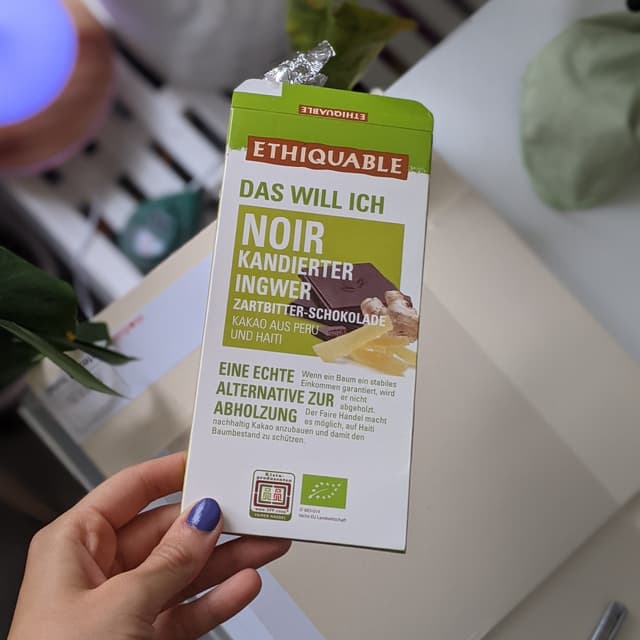 ETHIQUABLE
ETHIQUABLE
DAS WILL ICH
NOIR
KANDIERTER
INGWER
ZARTBITTER-SCHOKOLADE
KAKAO AUS PERU
UND HAITI
EINE ECHTE
ALTERNATIVE ZUR
ABHOLZUNG
Wenn ein Baum ein stabiles
Einkommen garantiert, wird
er nicht
abgeholzt.
Der Faire Handel macht
es möglich, auf Haiti
nachhaltig Kakao anzubauen und damit den
Baumbestand zu schützen.
Klein-
produzenten